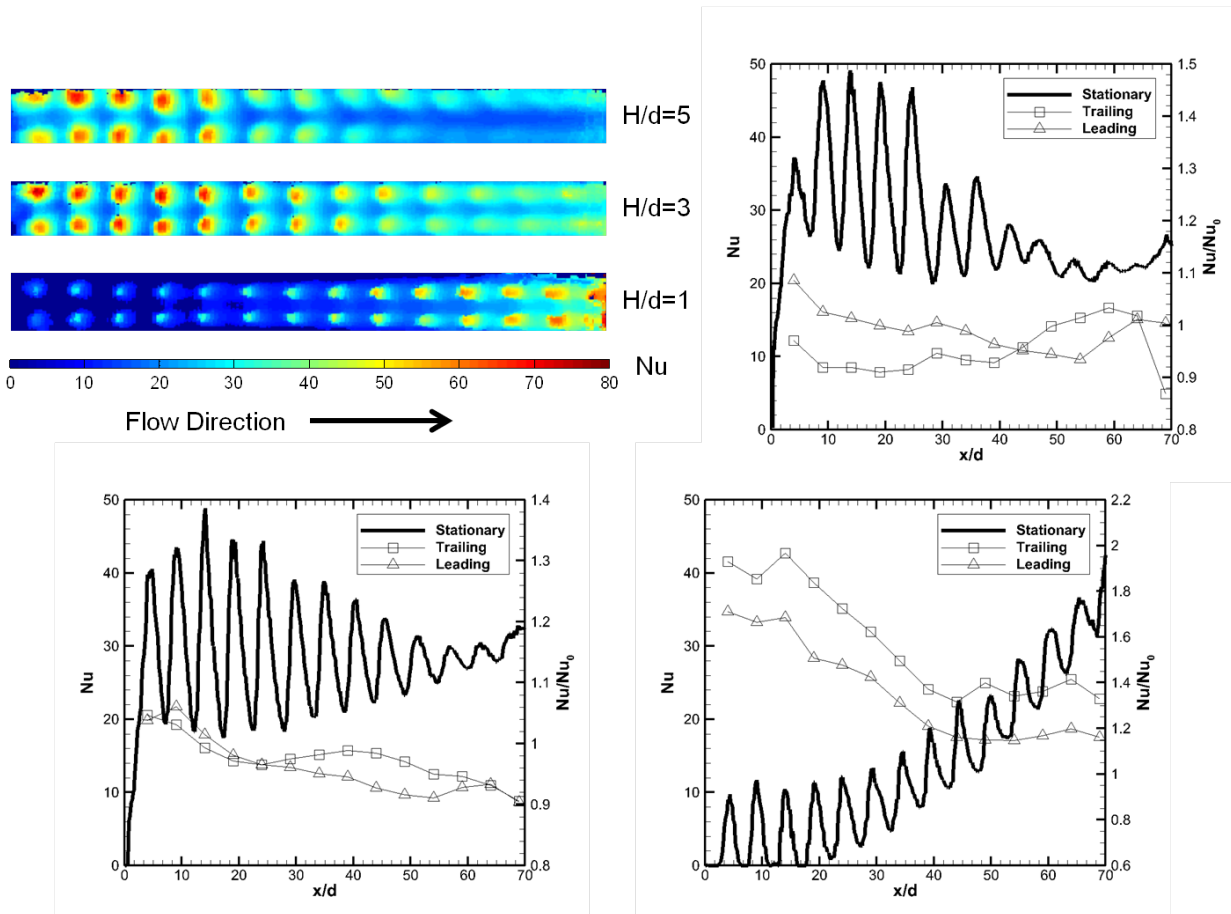 H/d=5
H/d=3
H/d=1
0 10 20 30 40 50 60 70 80
Nu
Flow Direction
50
40
30
20
10
0
Nu
0 10 20 30 40 50 60 70
x/d
1.5
1.4
1.3
1.2
1.1
1
0.9
0.8
Nu/Nu₀
Stationary
Trailing
Leading
50
40
30
20
10
0
Nu
0 10 20 30 40 50 60 70
x/d
1.4
1.3
1.2
1.1
1
0.9
0.8
Nu/Nu₀
Stationary
Trailing
Leading
50
40
30
20
10
0
Nu
0 10 20 30 40 50 60 70
x/d
2.2
2
1.8
1.6
1.4
1.2
1
0.8
0.6
Nu/Nu₀
Stationary
Trailing
Leading